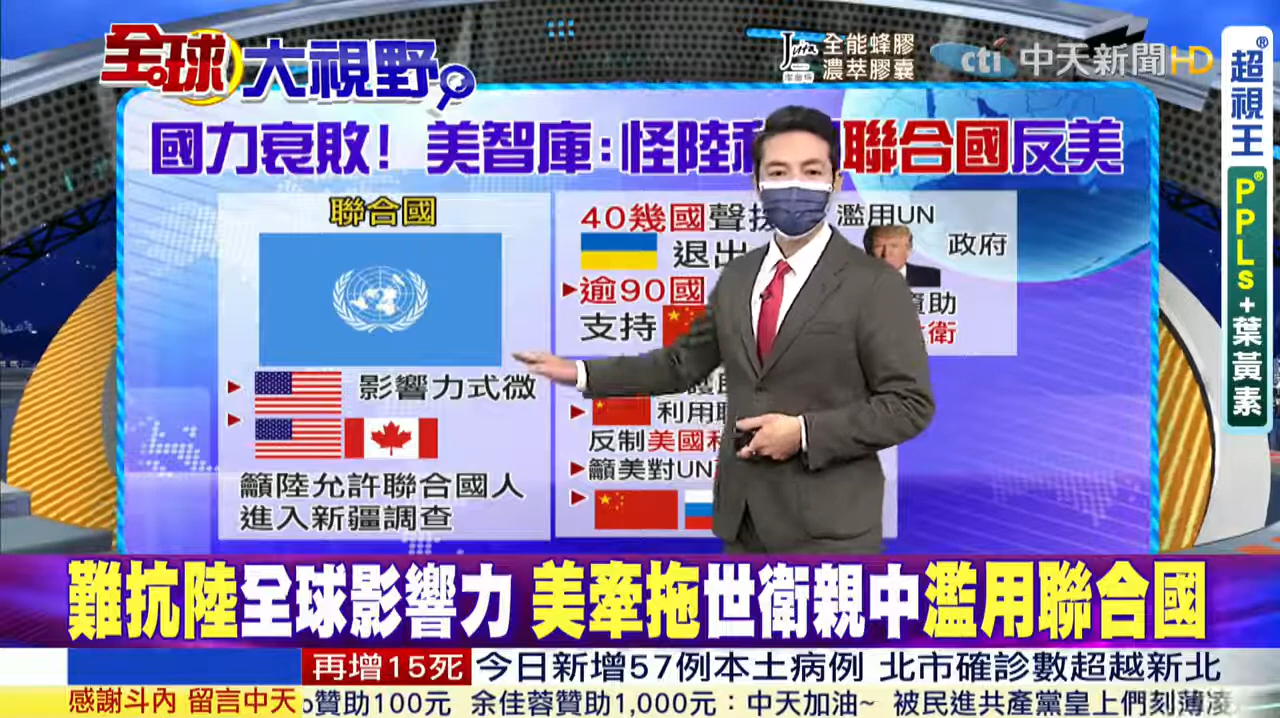 全球大視野
全能蜂膠
濃萃膠囊
cti 中天新聞HD
超視王® PPLs®+葉黃素
國力衰敗! 美智庫:怪陸利 聯合國反美
聯合國
影響力式微
籲陸允許聯合國人
進入新疆調查
40幾國聲援
退出
逾90國
支持
利用聯
反制美國
籲美對UN
濫用UN
政府
資助
衛
難抗陸全球影響力 美牽拖世衛親中濫用聯合國
再增15死 今日新增57例本土病例 北市確診數超越新北
感謝斗內 留言中天 贊助100元 余佳蓉贊助1,000元:中天加油~ 被民進共產黨皇上們刻薄凌